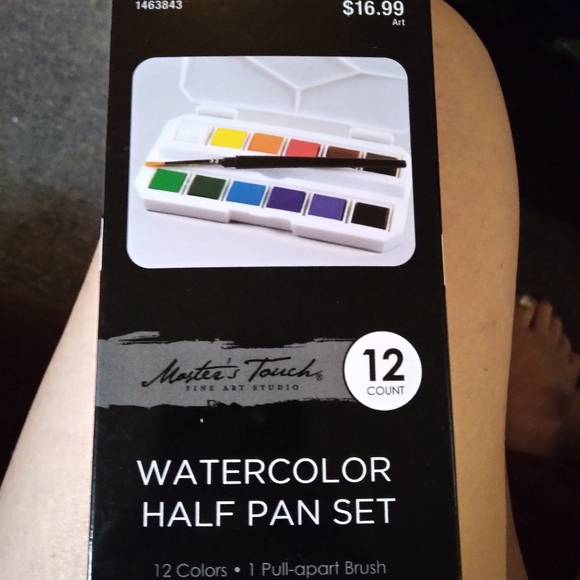 1463843
$16.99
Art
Master's Touch®
FINE ART STUDIO
12
COUNT
WATERCOLOR
HALF PAN SET
12 Colors • 1 Pull-apart Brush